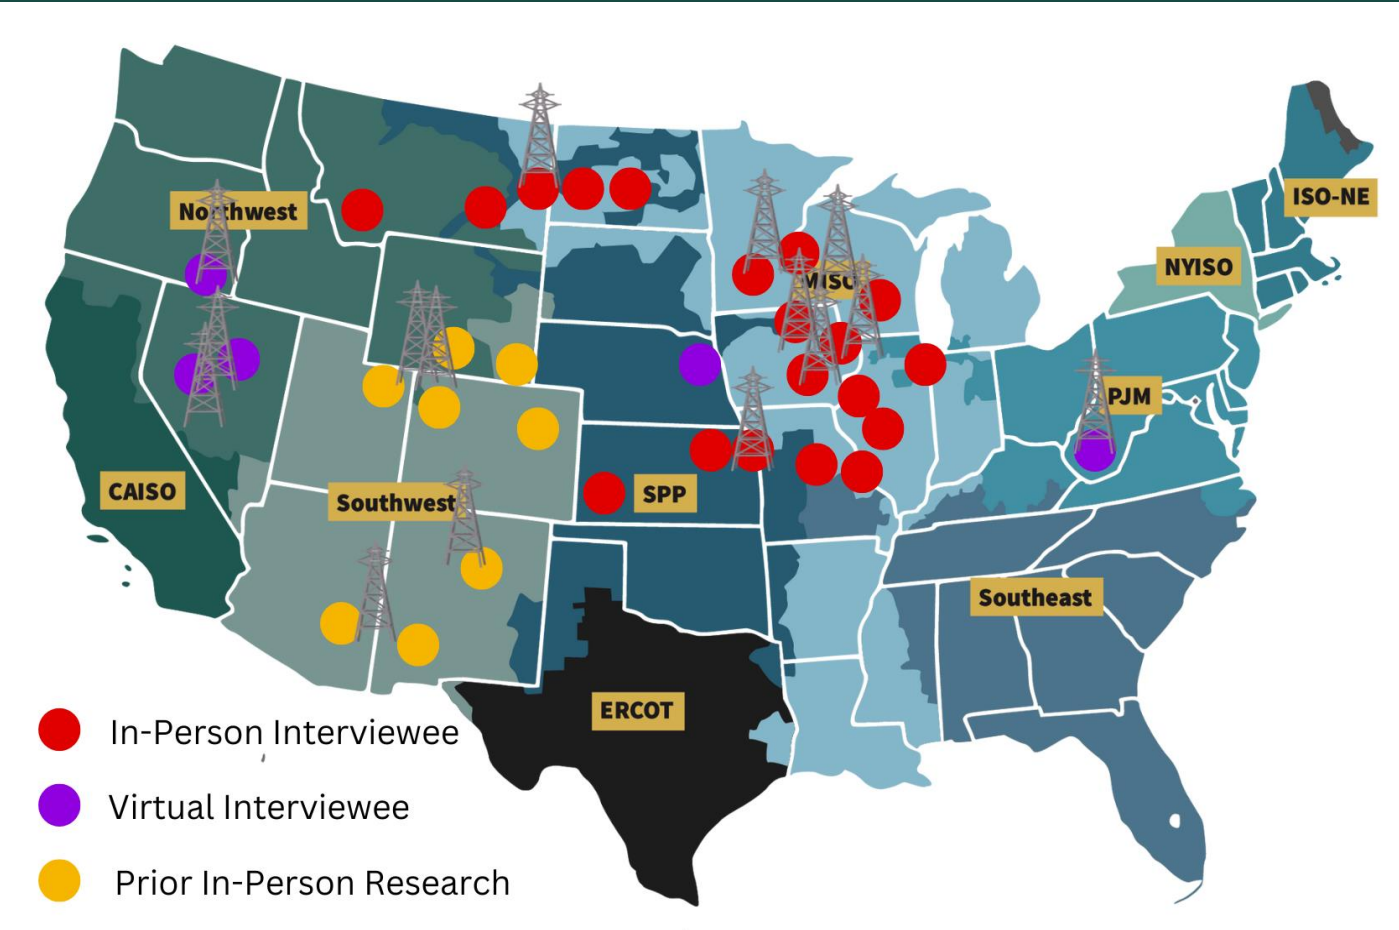 Northwest
ISO-NE
NYISO
MISO
PJM
CAISO
Southwest
SPP
Southeast
ERCOT
In-Person Interviewee
Virtual Interviewee
Prior In-Person Research